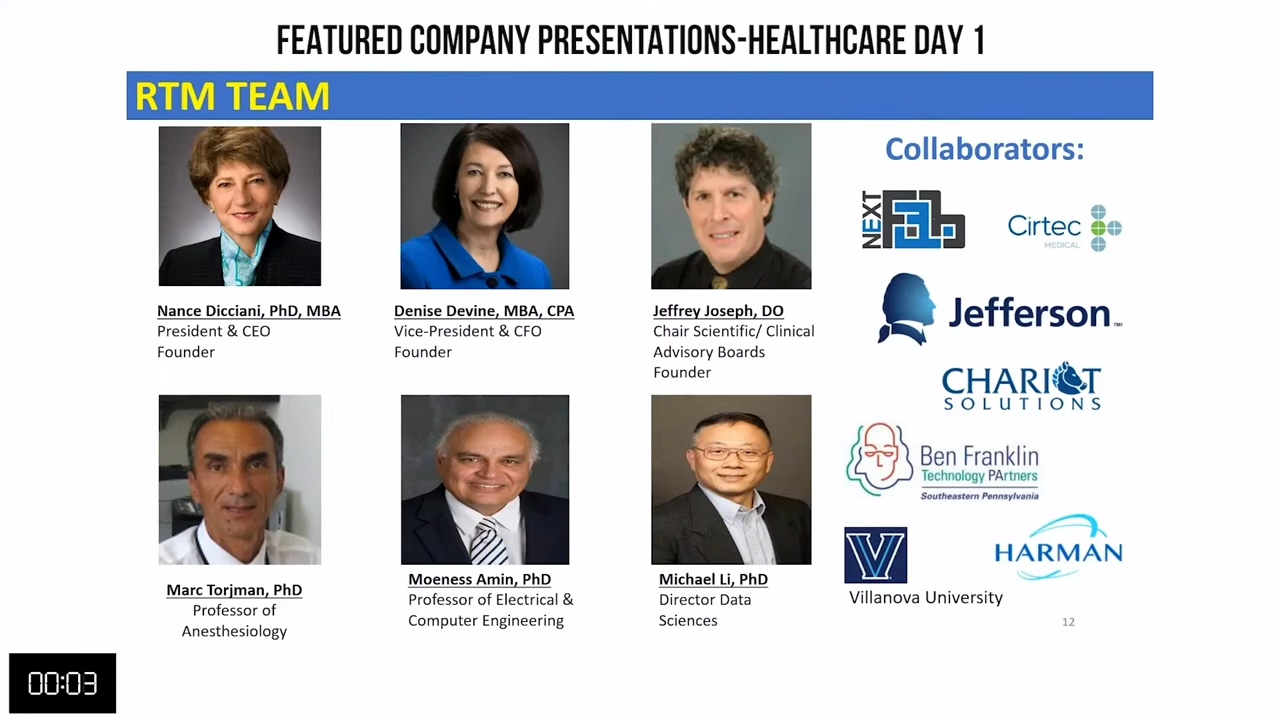 FEATURED COMPANY PRESENTATIONS-HEALTHCARE DAY 1
RTM TEAM
Nance Dicciani, PhD, MBA
President & CEO
Founder
Denise Devine, MBA, CPA
Vice-President & CFO
Founder
Jeffrey Joseph, DO
Chair Scientific/ Clinical
Advisory Boards
Founder
Marc Torjman, PhD
Professor of
Anesthesiology
Moeness Amin, PhD
Professor of Electrical &
Computer Engineering
Michael Li, PhD
Director Data
Sciences
Collaborators:
NEXT
Fab
Cirtec
MEDICAL
Jefferson™
CHARIOT
SOLUTIONS
Ben Franklin
Technology PArtners
Southeastern Pennsylvania
V
Villanova University
HARMAN
12
00:03